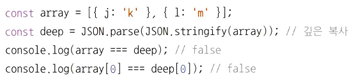 const array = [{ j: 'k' }, { l: 'm' }];
const deep = JSON.parse(JSON.stringify(array)); // 깊은 복사
console.log(array === deep); // false
console.log(array[0] === deep[0]); // false